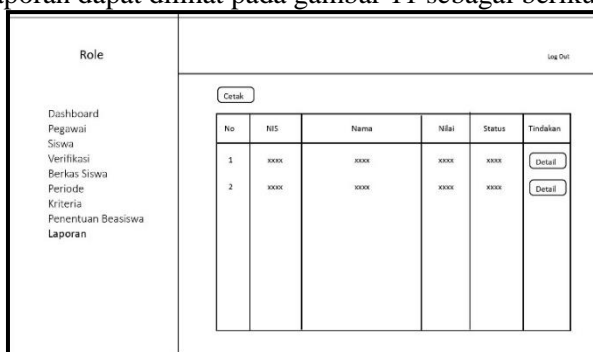 aporan dapat dilihat pada gambar 11 sebagai beriku
Role
Log Out
Dashboard
Pegawai
Siswa
Verifikasi
Berkas Siswa
Periode
Kriteria
Penentuan Beasiswa
Laporan
Cetak
No NIS Nama Nilai Status Tindakan
1 xxxx xxxx xxxx xxxx Detail
2 xxxx xxxx xxxx xxxx Detail